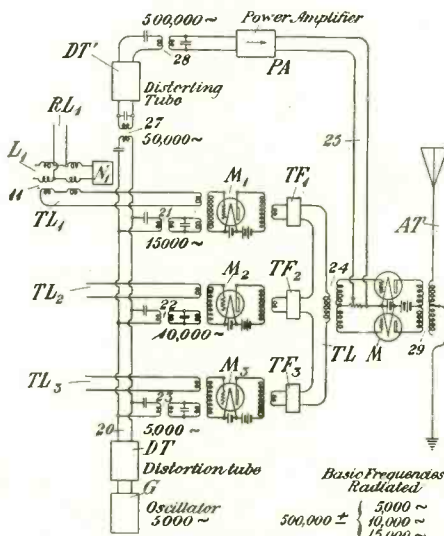 500,000 ~
Power Amplifier
DT'
28
PA
Distorting
Tube
RL₁
27
50,000 ~
25
L₁
N₁
M₁
TF₁
11
TL₁
21
15000 ~
AT
M₂
TF₂
24
TL₂
22
10,000 ~
M₃
TF₃
TL
M
29
TL₃
23
20
5,000 ~
DT
Distortion tube
G
Oscillator
5000 ~
Basic Frequencies
Radiated
500,000 ± { 5,000 ~
10,000 ~
15,000 ~